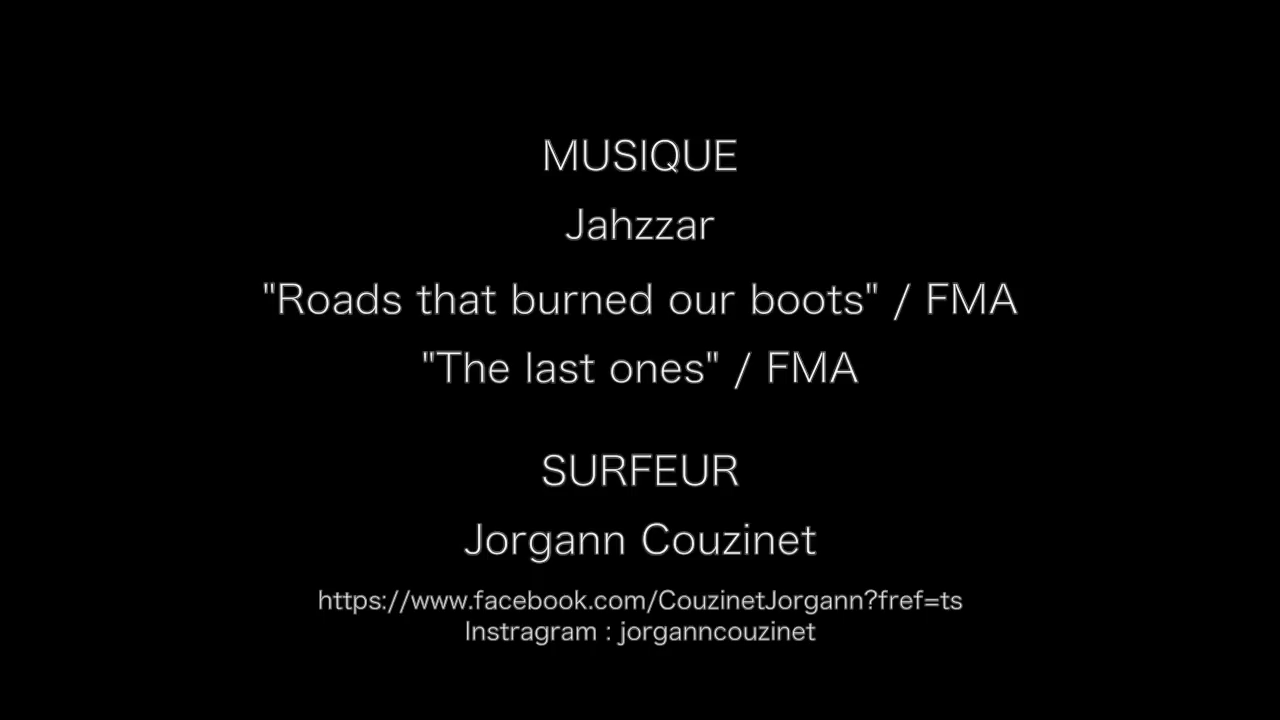 MUSIQUE
Jahzzar
"Roads that burned our boots" / FMA
"The last ones" / FMA
SURFEUR
Jorgann Couzinet
https://www.facebook.com/CouzinetJorgann?fref=ts
Instragram : jorganncouzinet